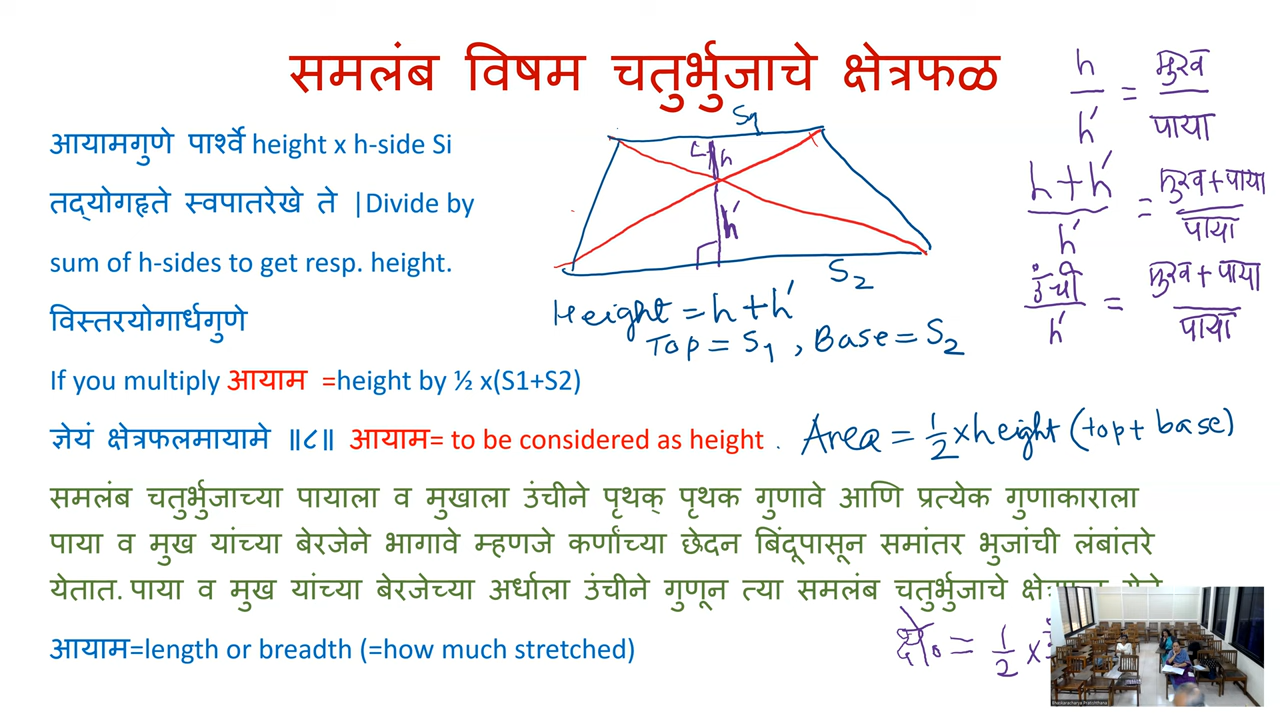 समलंब विषम चतुर्भुजाचे क्षेत्रफळ
आयामगुणे पार्श्वे height x h-side Si
तद्योगहृते स्वपातरेखे ते |Divide by
sum of h-sides to get resp. height.
विस्तरयोगार्धगुणे
If you multiply आयाम =height by ½ x(S1+S2)
ज्ञेयं क्षेत्रफलमायामे ॥८॥ आयाम= to be considered as height .
समलंब चतुर्भुजाच्या पायाला व मुखाला उंचीने पृथक् पृथक गुणावे आणि प्रत्येक गुणाकाराला
पाया व मुख यांच्या बेरजेने भागावे म्हणजे कर्णांच्या छेदन बिंदूपासून समांतर भुजांची लंबांतरे
येतात. पाया व मुख यांच्या बेरजेच्या अर्धाला उंचीने गुणून त्या समलंब चतुर्भुजाचे
आयाम=length or breadth (=how much stretched)
S1
h
h'
S2
Height = h + h'
Top = S1 , Base = S2
Area = 1/2 x height (top + base)
h/h' = मुख/पाया
h + h'/h' = मुख + पाया/पाया
उंची/h' = मुख + पाया/पाया
= 1/2 x
Bhaskaracharya Pratishthana